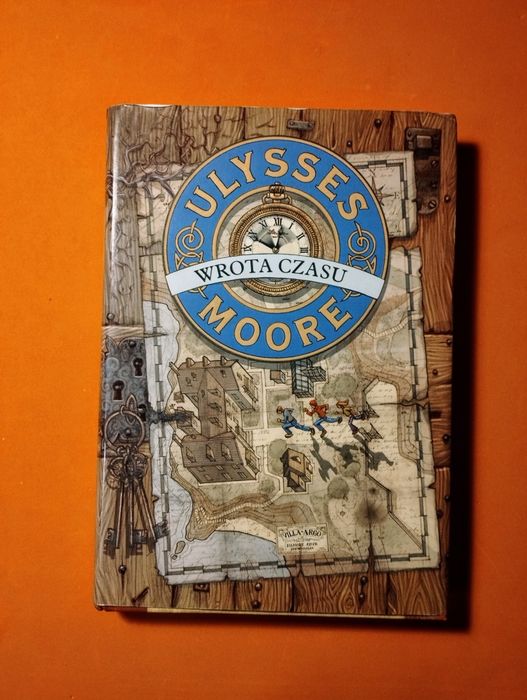 ULYSSES
WROTA CZASU
MOORE
VILLA ARGO